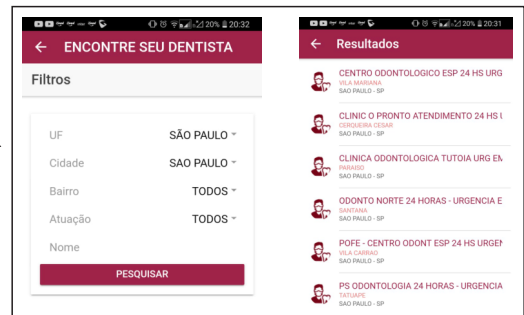 20% 20:32
ENCONTRE SEU DENTISTA
Filtros
UF SÃO PAULO
Cidade SAO PAULO
Bairro TODOS
Atuação TODOS
Nome
PESQUISAR
20% 20:31
Resultados
CENTRO ODONTOLOGICO ESP 24 HS URG
VILA MARIANA
SAO PAULO - SP
CLINIC O PRONTO ATENDIMENTO 24 HS U
CERQUEIRA CESAR
SAO PAULO - SP
CLINICA ODONTOLOGICA TUTOIA URG EM
PARAISO
SAO PAULO - SP
ODONTO NORTE 24 HORAS - URGENCIA E
SANTANA
SAO PAULO - SP
POFE - CENTRO ODONT ESP 24 HS URGEN
VILA CARRAO
SAO PAULO - SP
PS ODONTOLOGIA 24 HORAS - URGENCIA
TATUAPE
SAO PAULO - SP